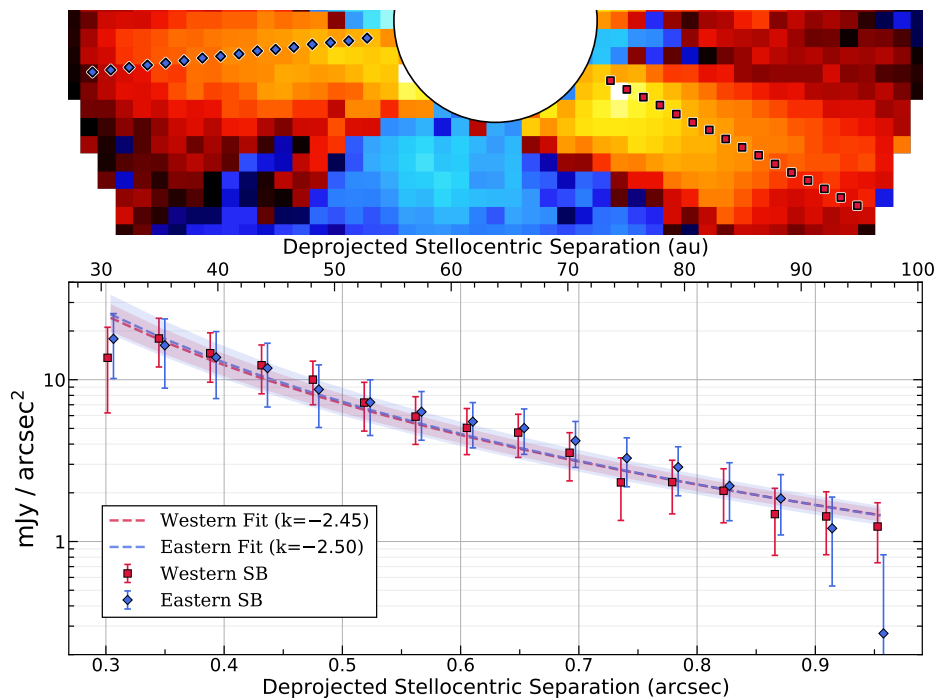 Deprojected Stellocentric Separation (au)
30 40 50 60 70 80 90 100
10
1
mJy / arcsec²
Western Fit (k=−2.45)
Eastern Fit (k=−2.50)
Western SB
Eastern SB
0.3 0.4 0.5 0.6 0.7 0.8 0.9
Deprojected Stellocentric Separation (arcsec)